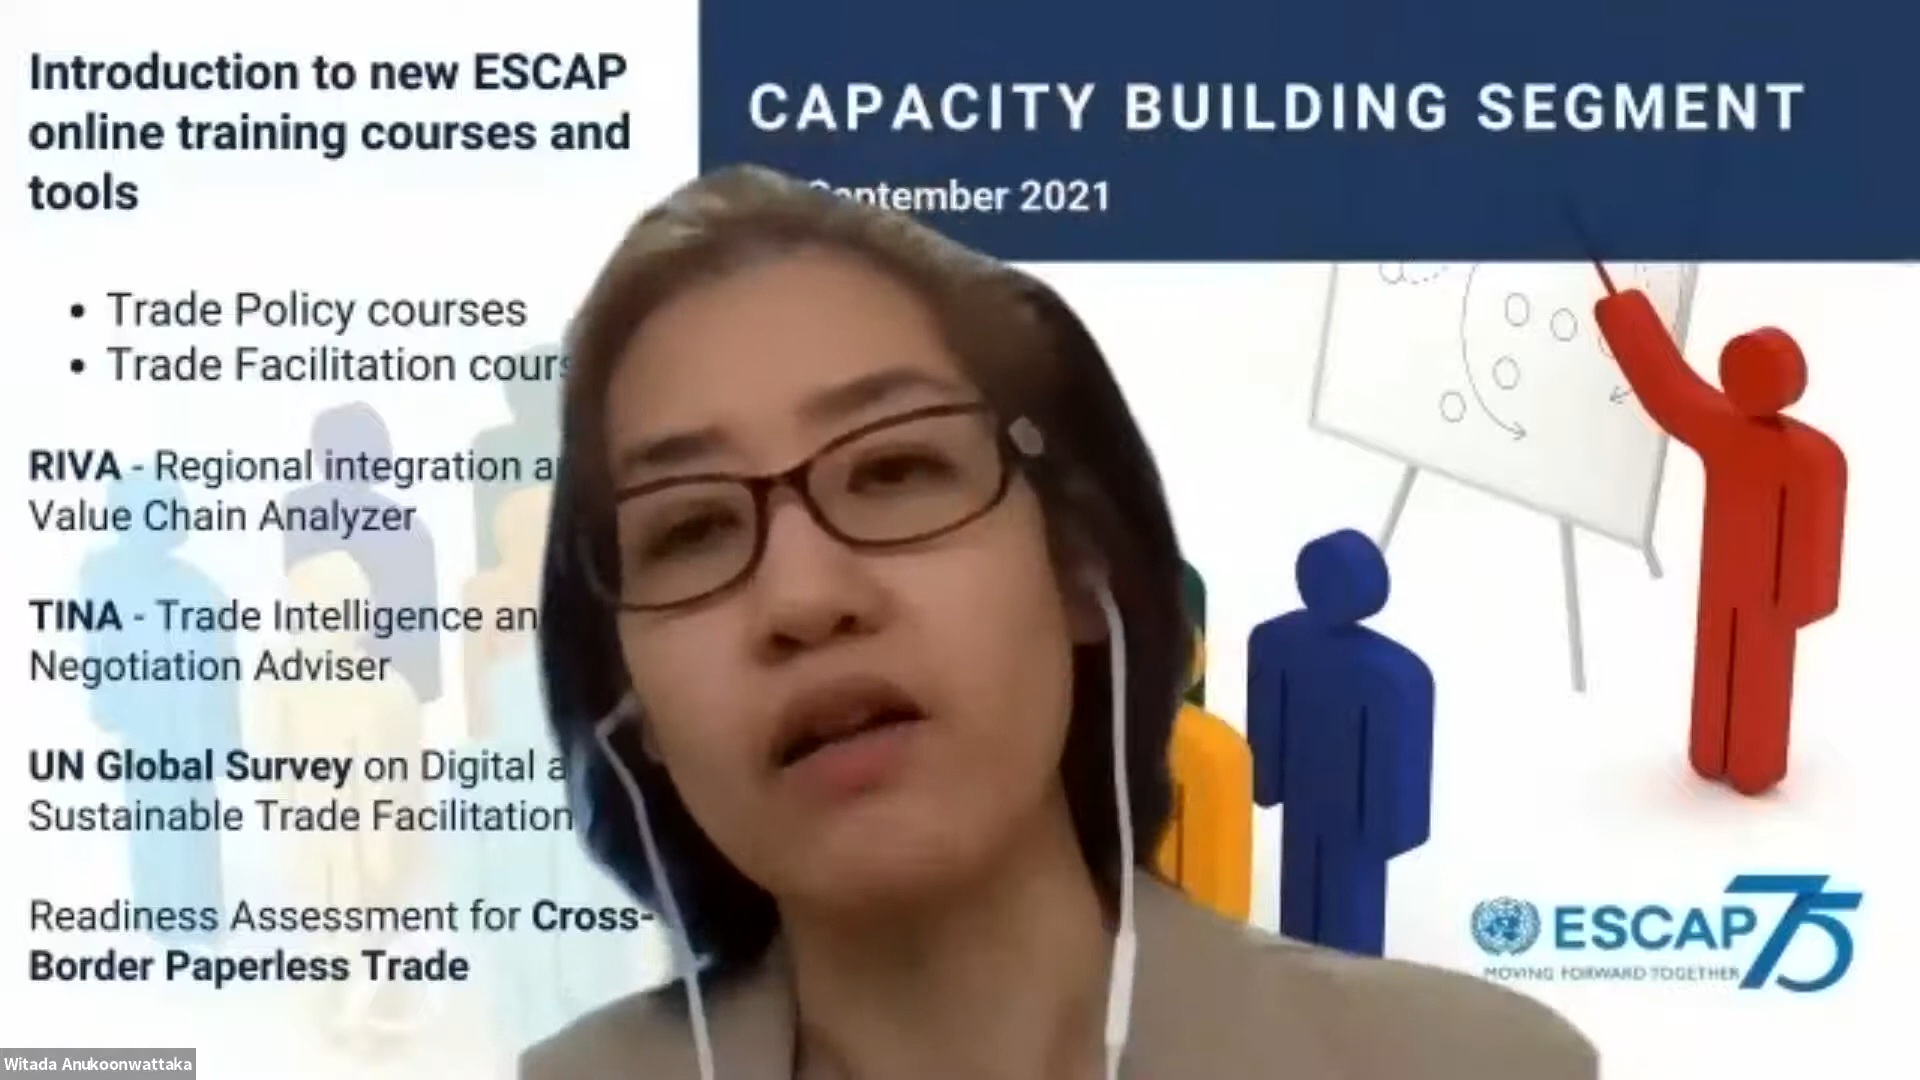 Introduction to new ESCAP
online training courses and
tools
• Trade Policy courses
• Trade Facilitation
RIVA - Regional integration
Value Chain Analyzer
TINA - Trade Intelligence
Negotiation Adviser
UN Global Survey on Digital
Sustainable Trade Facilitation
Readiness Assessment for Cross-
Border Paperless Trade
CAPACITY BUILDING SEGMENT
September 2021
ESCAP 75
MOVING FORWARD TOGETHER
Witada Anukoonwattaka